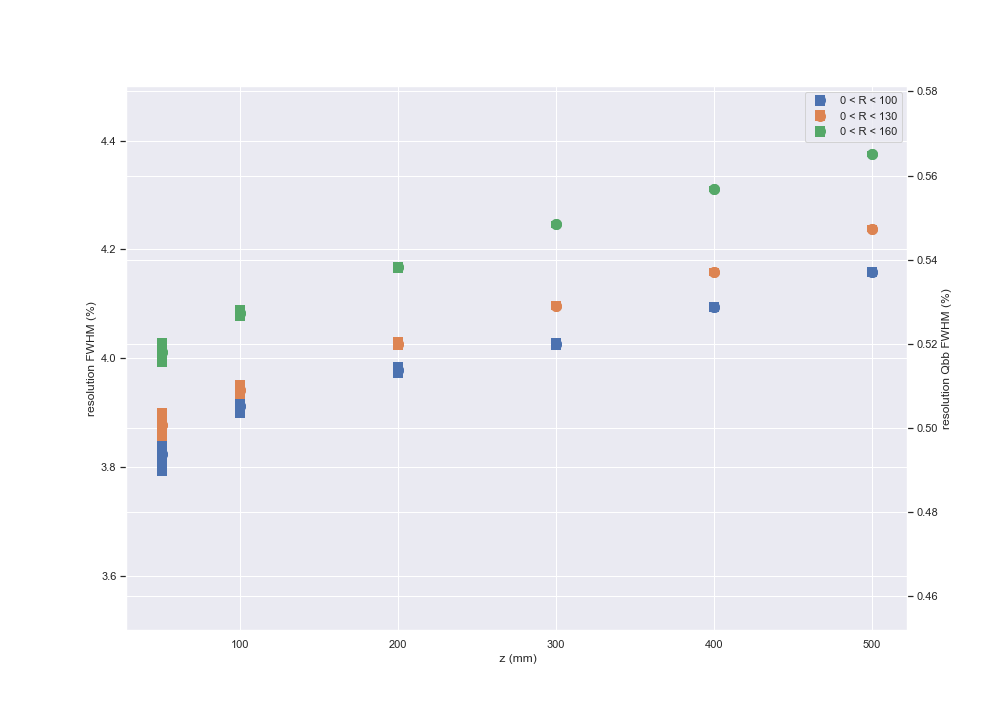 0 < R < 100
0 < R < 130
0 < R < 160
resolution FWHM (%)
4.4
4.2
4.0
3.8
3.6
0.58
0.56
0.54
0.52
0.50
0.48
0.46
resolution Qbb FWHM (%)
100 200 300 400 500
z (mm)